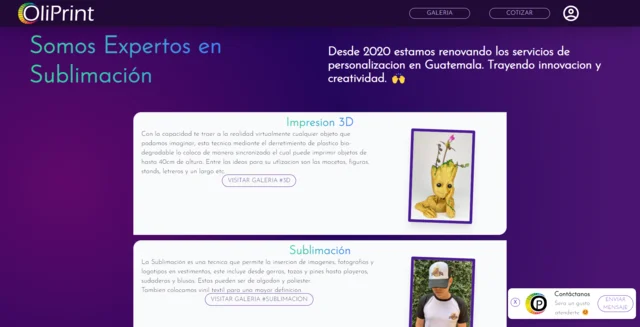 OliPrint
GALERIA
COTIZAR
Somos Expertos en
Sublimación
Desde 2020 estamos renovando los servicios de
personalizacion en Guatemala. Trayendo innovacion y
creatividad. 🙌
Impresion 3D
Con la capacidad te traer a la realidad virtualmente cualquier objeto que
podamos imaginar, esta tecnica mediante el derretimiento de plastico bio-
degradable lo coloca de manera sincronizada el cual puede imprimir objetos de
hasta 40cm de altura. Entre las ideas para su utlizacion son las macetas, figuras,
stands, letreros y un largo etc.
VISITAR GALERIA #3D
Sublimación
La Sublimación es una tecnica que permite la insercion de imagenes, fotografias y
logotipos en vestimentas, este incluye desde gorras, tazas y pines hasta playeras,
sudaderas y blusas. Estas pueden ser de algodon y poliester.
Tambien colocamos vinil textil para una mayor definicion
VISITAR GALERIA #SUBLIMACION
X
Contáctanos
Sera un gusto
atenderte 😊
ENVIAR
MENSAJE